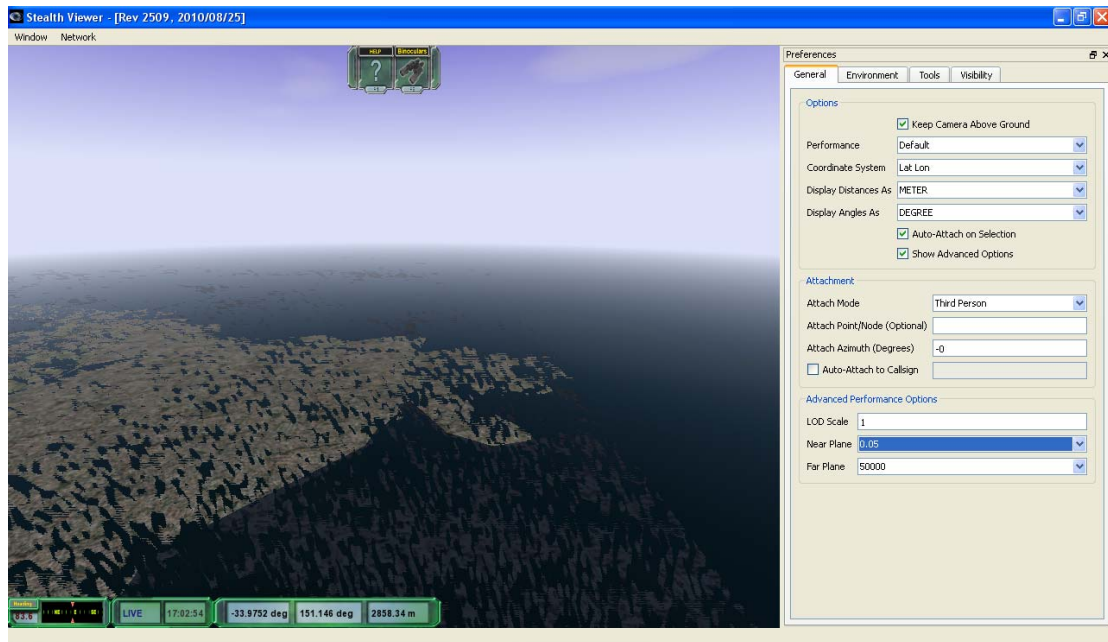 Stealth Viewer - [Rev 2509, 2010/08/25]
Window Network
HELP Binoculars
?
Preferences
General Environment Tools Visibility
Options
Keep Camera Above Ground
Performance Default
Coordinate System Lat Lon
Display Distances As METER
Display Angles As DEGREE
Auto-Attach on Selection
Show Advanced Options
Attachment
Attach Mode Third Person
Attach Point/Node (Optional)
Attach Azimuth (Degrees) -0
Auto-Attach to Callsign
Advanced Performance Options
LOD Scale 1
Near Plane 0.05
Far Plane 50000
Heading
63.6
LIVE 17:02:54 -33.9752 deg 151.146 deg 2858.34 m